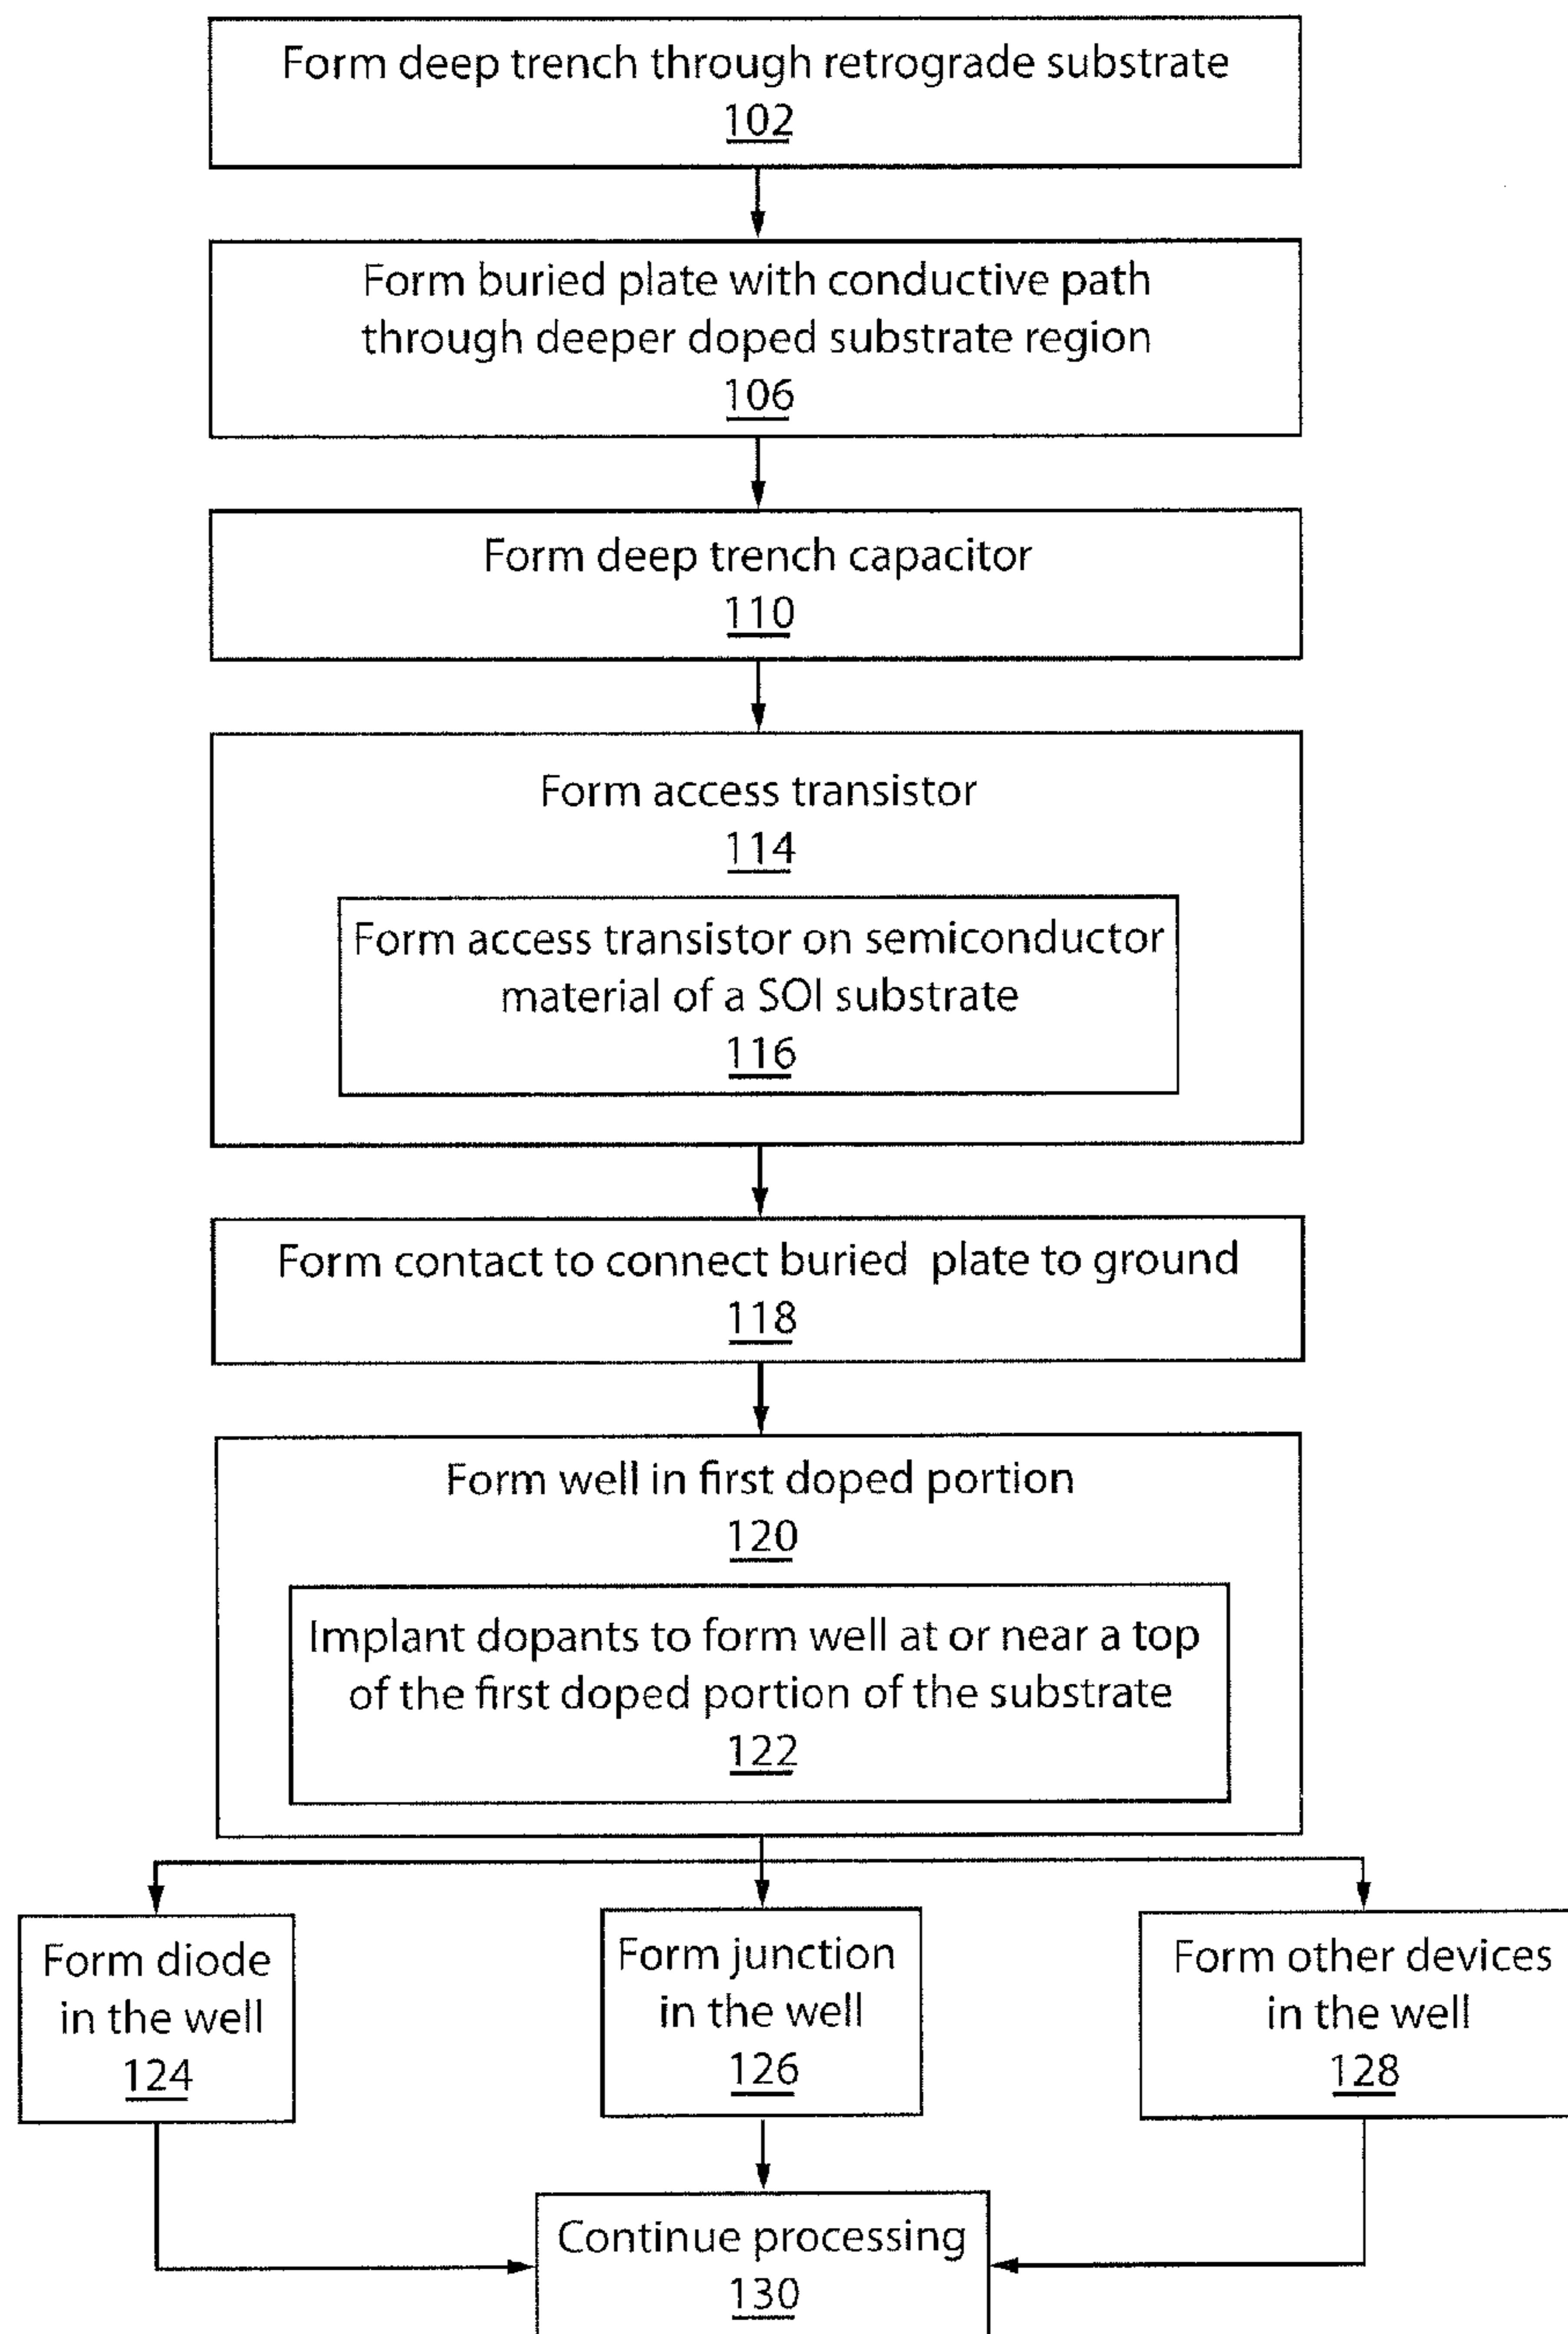 Form deep trench through retrograde substrate
102
Form buried plate with conductive path
through deeper doped substrate region
106
Form deep trench capacitor
110
Form access transistor
114
Form access transistor on semiconductor
material of a SOI substrate
116
Form contact to connect buried plate to ground
118
Form well in first doped portion
120
Implant dopants to form well at or near a top
of the first doped portion of the substrate
122
Form diode
in the well
124
Form junction
in the well
126
Form other devices
in the well
128
Continue processing
130